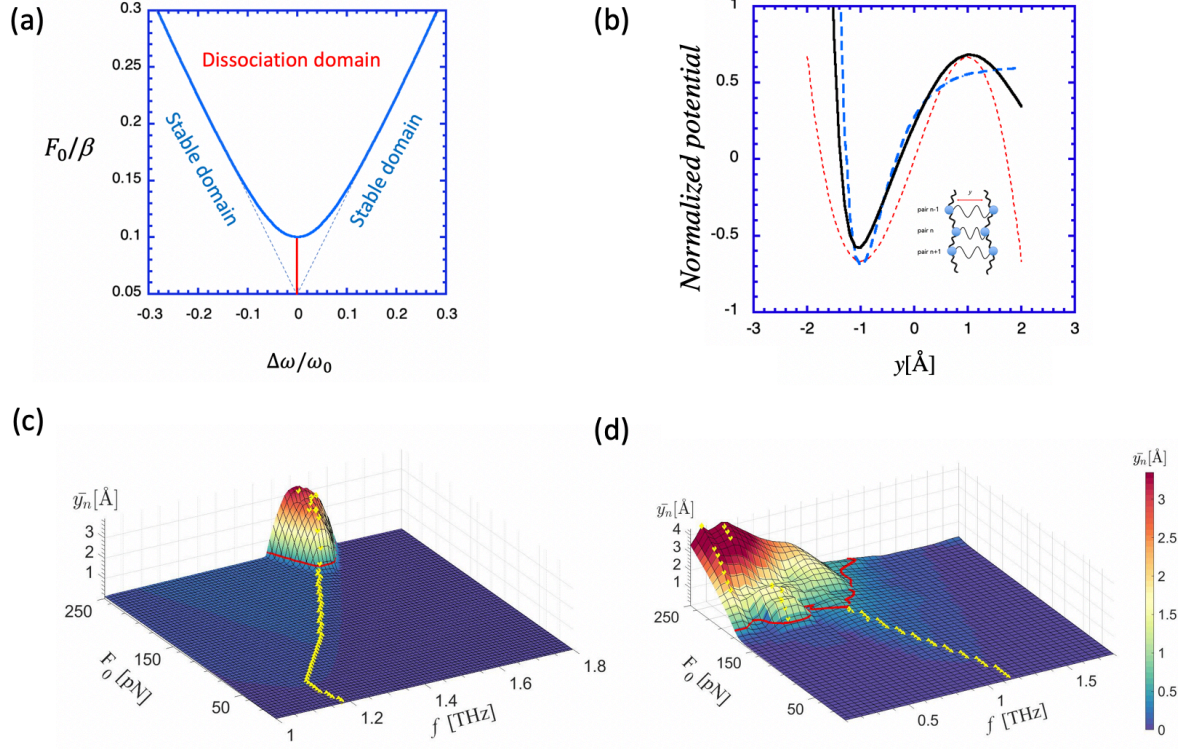 (a)
0.3
0.25
0.2
0.15
0.1
0.05
F₀/β
Dissociation domain
Stable domain
Stable domain
-0.3 -0.2 -0.1 0 0.1 0.2 0.3
Δω/ω₀
(b)
1
0.5
0
-0.5
-1
Normalized potential
y
pair n-1
pair n
pair n+1
-3 -2 -1 0 1 2 3
y[Å]
(c)
ȳₙ[Å]
3
2
1
250
150
50
F₀ [pN]
1 1.2 1.4 1.6 1.8
f [THz]
(d)
ȳₙ[Å]
4
3
2
1
250
150
50
F₀ [pN]
0.5 1 1.5
f [THz]
ȳₙ[Å]
3
2.5
2
1.5
1
0.5
0